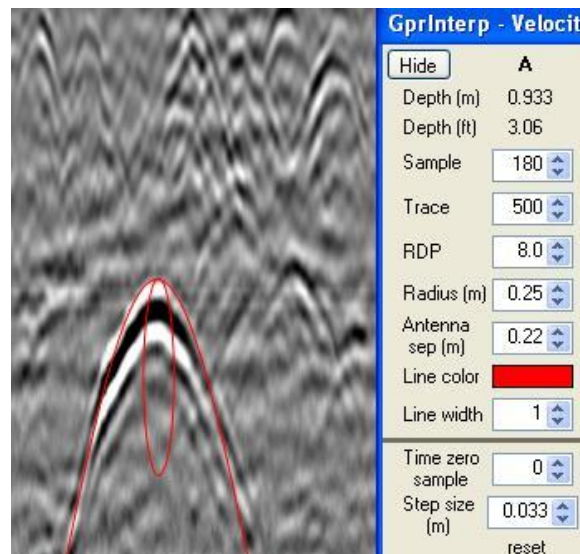 GprInterp - Velocit
Hide A
Depth (m) 0.933
Depth (ft) 3.06
Sample 180
Trace 500
RDP 8.0
Radius (m) 0.25
Antenna
sep (m) 0.22
Line color
Line width 1
Time zero
sample 0
Step size
(m) 0.033
reset